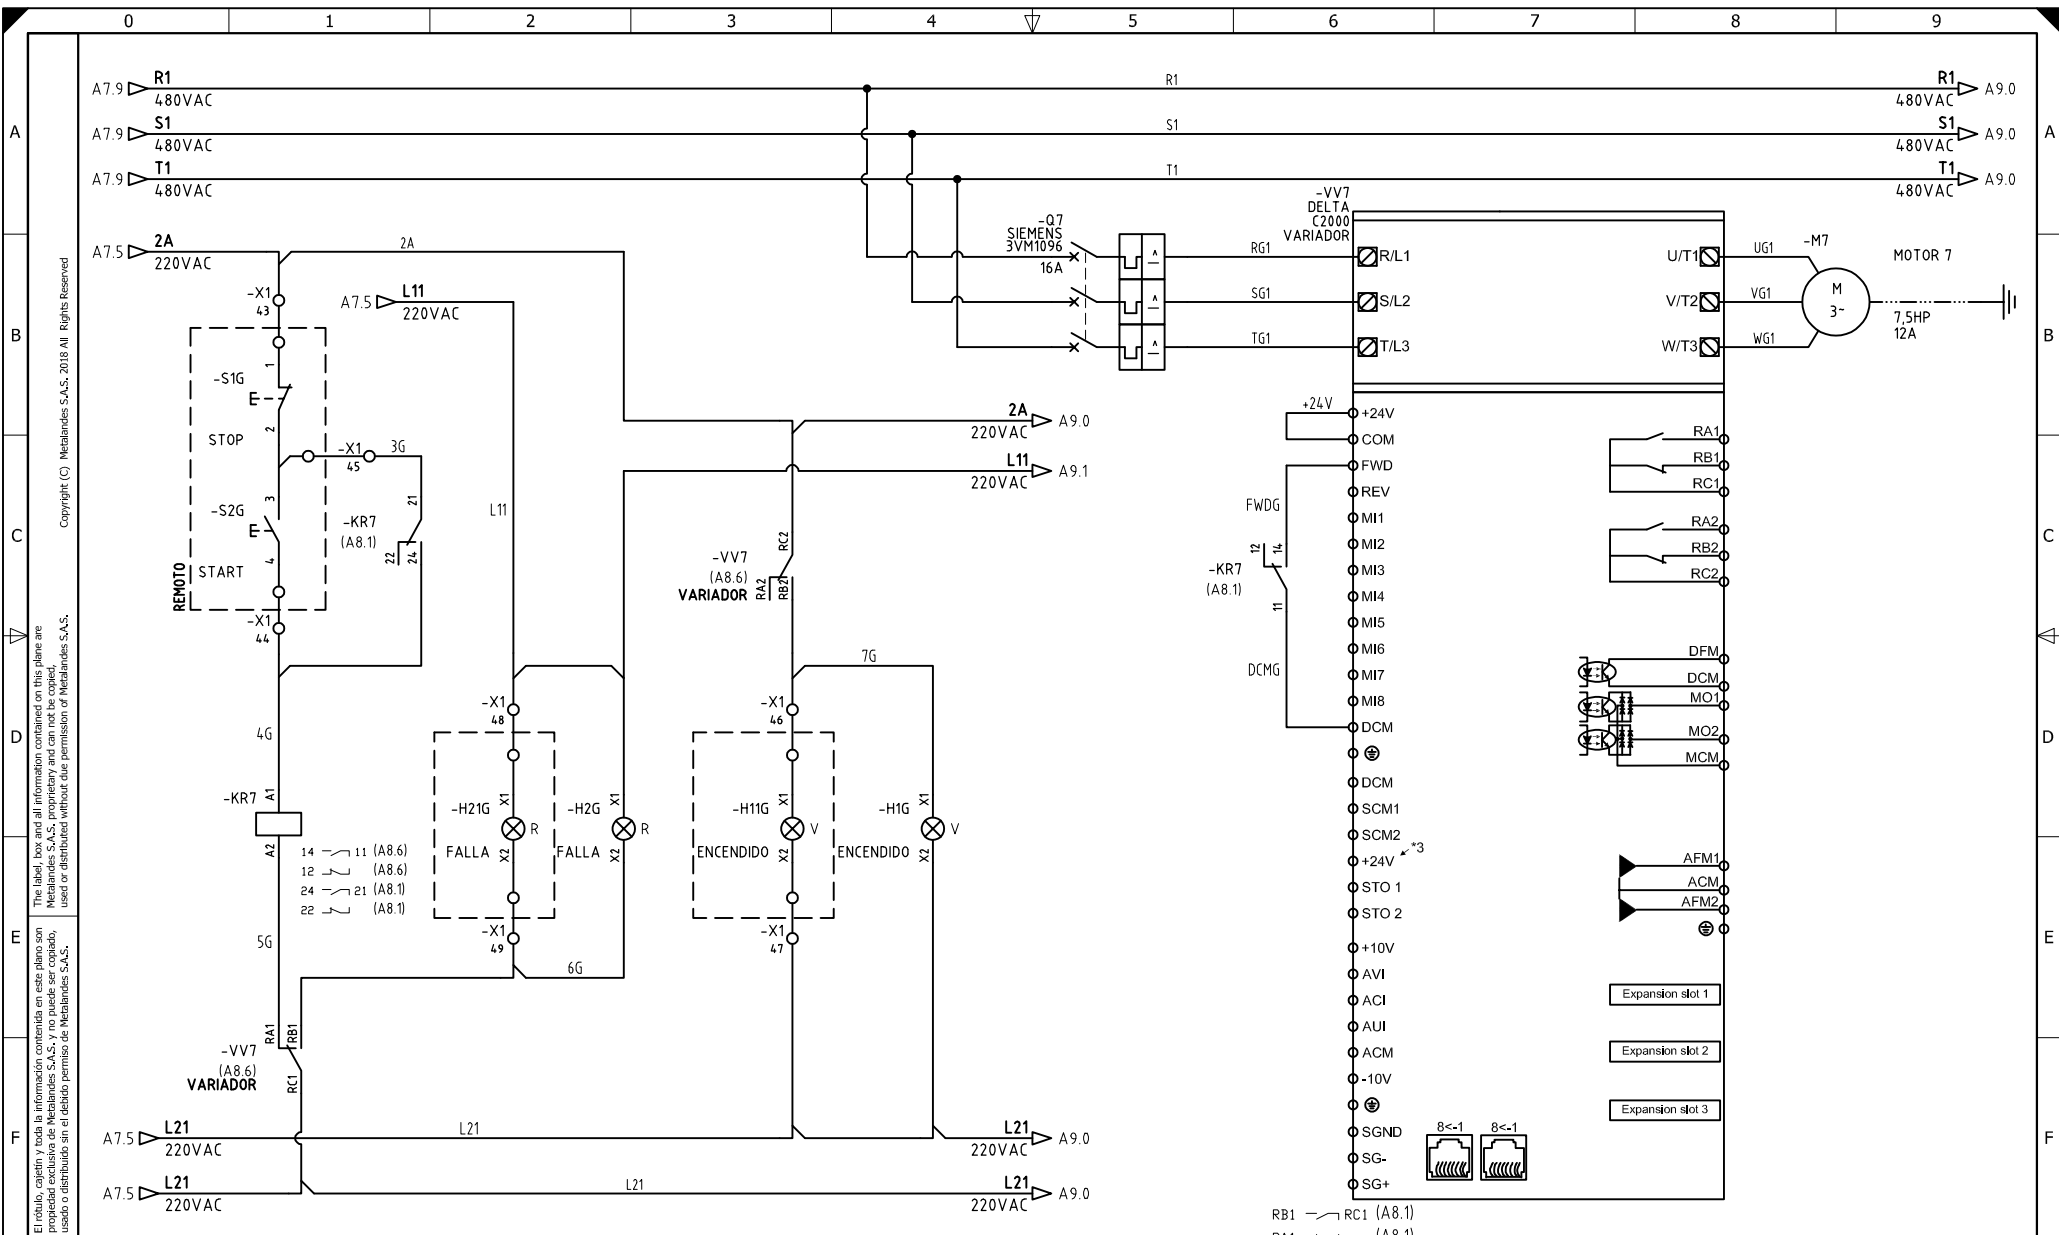 0 1 2 3 4 5 6 7 8 9
A
B
C
D
E
F
A
B
C
D
E
F
The label, box and all information contained on this plane are
Metalandes S.A.S. proprietary and can not be copied,
used or distributed without due permission of Metalandes S.A.S.
Copyright (C) Metalandes S.A.S. 2018 All Rights Reserved
El rótulo, cajetín y toda la información contenida en este plano son
propiedad exclusiva de Metalandes S.A.S. y no puede ser copiado,
usado o distribuido sin el debido permiso de Metalandes S.A.S.
A7.9 R1 480VAC
R1
R1 480VAC A9.0
A7.9 S1 480VAC
S1
S1 480VAC A9.0
A7.9 T1 480VAC
T1
T1 480VAC A9.0
A7.5 2A 220VAC
2A
-X1
43
A7.5 L11 220VAC
-S1G
1
2
STOP
-X1
45
3G
-S2G
3
4
START
REMOTO
-X1
44
21
-KR7
(A8.1)
22
24
L11
4G
-KR7
A1
A2
14 11 (A8.6)
12 (A8.6)
24 21 (A8.1)
22 (A8.1)
5G
RA1
RB1
-VV7
(A8.6)
VARIADOR
RC1
-X1
48
-H21G
X1
R
FALLA
X2
-H2G
X1
R
FALLA
X2
-X1
49
6G
2A
220VAC A9.0
L11
220VAC A9.1
RC2
-VV7
(A8.6)
VARIADOR
RA2
RB2
7G
-X1
46
-H11G
X1
V
ENCENDIDO
X2
-H1G
X1
V
ENCENDIDO
X2
-X1
47
A7.5 L21 220VAC
L21
L21 220VAC A9.0
A7.5 L21 220VAC
L21
L21 220VAC A9.0
-Q7
SIEMENS
3VM1096
16A
RG1
SG1
TG1
-VV7
DELTA
C2000
VARIADOR
R/L1
S/L2
T/L3
U/T1
V/T2
W/T3
UG1
VG1
WG1
-M7
M
3~
MOTOR 7
7,5HP
12A
+24V
FWDG
12
14
-KR7
(A8.1)
11
DCMG
+24V
COM
FWD
REV
MI1
MI2
MI3
MI4
MI5
MI6
MI7
MI8
DCM
DCM
SCM1
SCM2
+24V *3
STO 1
STO 2
+10V
AVI
ACI
AUI
ACM
-10V
SGND
SG-
SG+
8<-1
8<-1
RA1
RB1
RC1
RA2
RB2
RC2
DFM
DCM
MO1
MO2
MCM
AFM1
ACM
AFM2
Expansion slot 1
Expansion slot 2
Expansion slot 3
RB1 RC1 (A8.1)